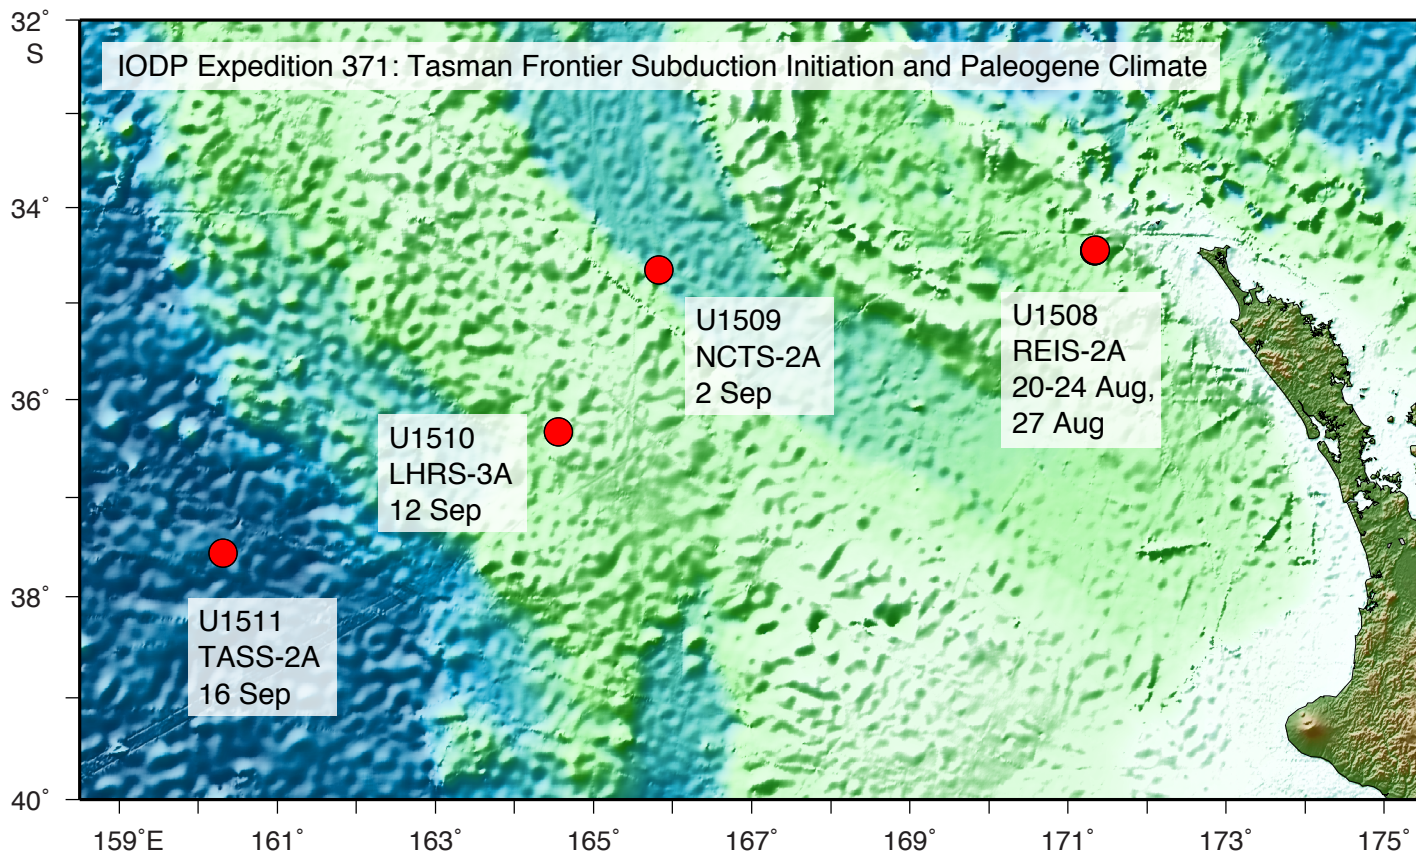 32°
S
IODP Expedition 371: Tasman Frontier Subduction Initiation and Paleogene Climate
34°
U1509
NCTS-2A
2 Sep
U1508
REIS-2A
20-24 Aug,
27 Aug
36°
U1510
LHRS-3A
12 Sep
38°
U1511
TASS-2A
16 Sep
40°
159°E 161° 163° 165° 167° 169° 171° 173° 175°